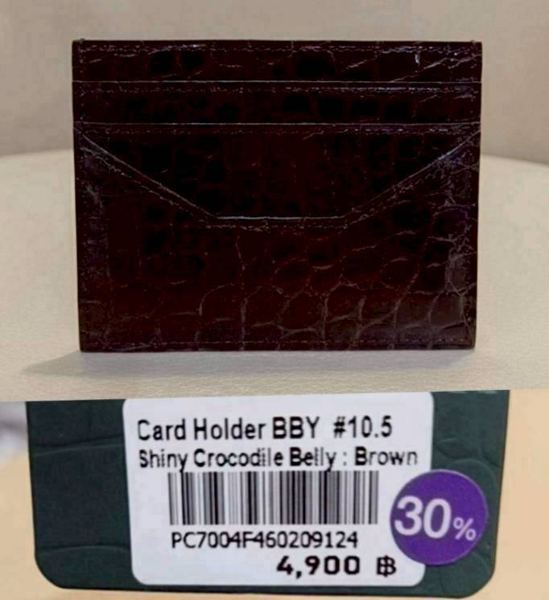 Card Holder BBY #10.5
Shiny Crocodile Belly : Brown
PC7004F460209124
4,900 ฿
30%